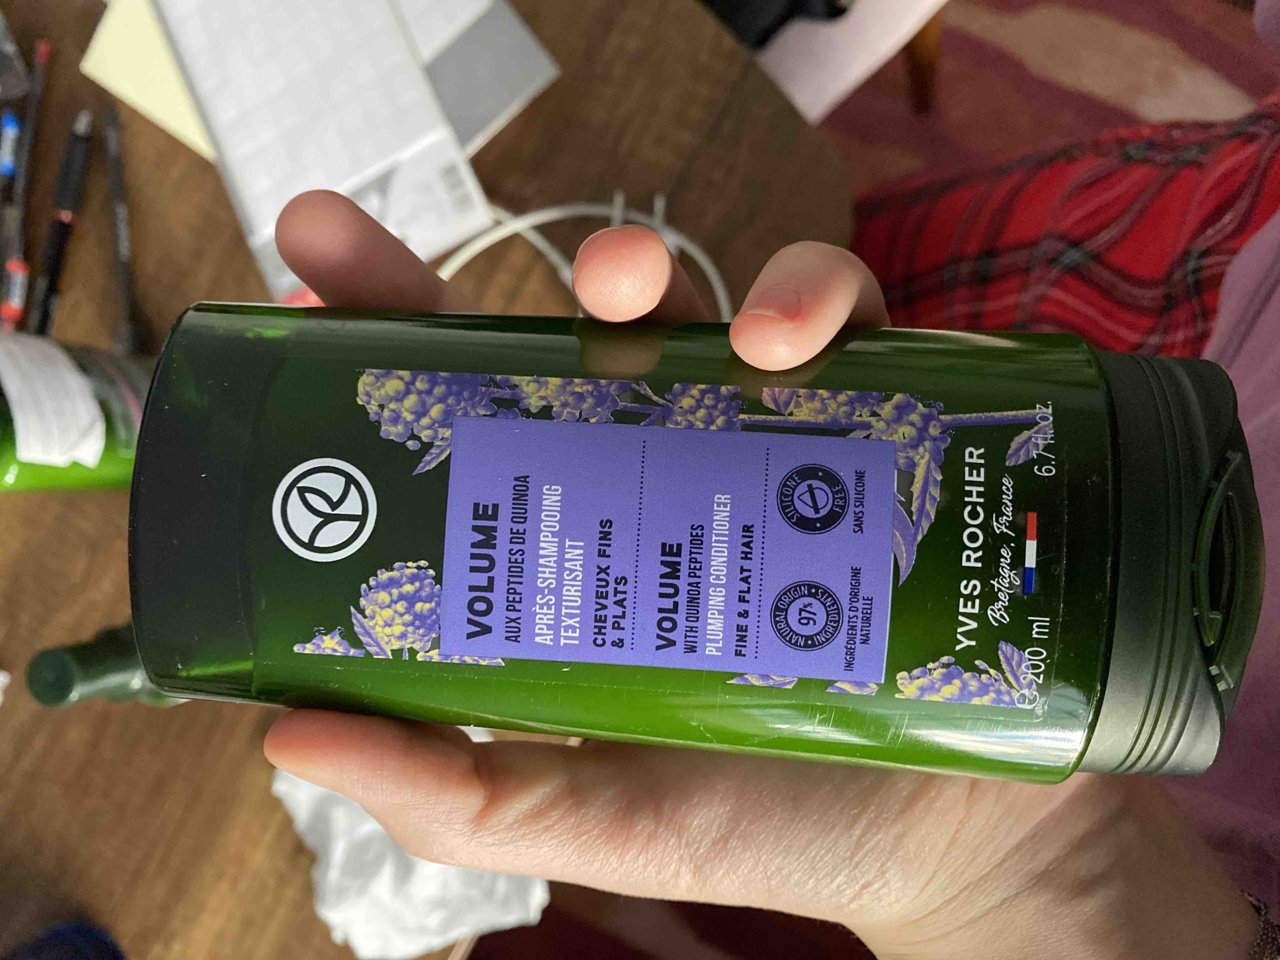 VOLUME
AUX PEPTIDES DE QUINOA
APRÈS-SHAMPOOING
TEXTURISANT
CHEVEUX FINS
& PLATS
VOLUME
WITH QUINOA PEPTIDES
PLUMPING CONDITIONER
FINE & FLAT HAIR
NATURAL ORIGIN
97%
INGREDIENTS
INGRÉDIENTS D'ORIGINE
NATURELLE
SILICONE
FREE
SANS SILICONE
YVES ROCHER
Bretagne, France
200 ml
6.7 fl. oz.